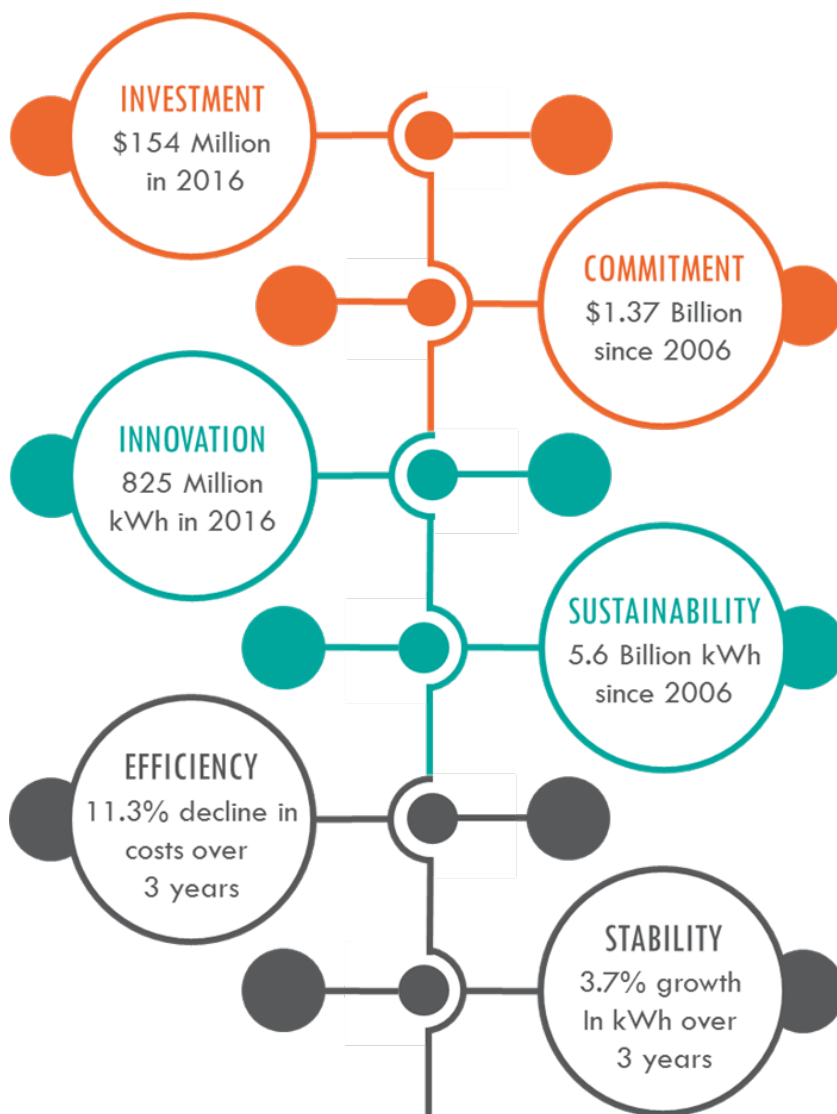 INVESTMENT
$154 Million
in 2016
COMMITMENT
$1.37 Billion
since 2006
INNOVATION
825 Million
kWh in 2016
SUSTAINABILITY
5.6 Billion kWh
since 2006
EFFICIENCY
11.3% decline in
costs over
3 years
STABILITY
3.7% growth
In kWh over
3 years